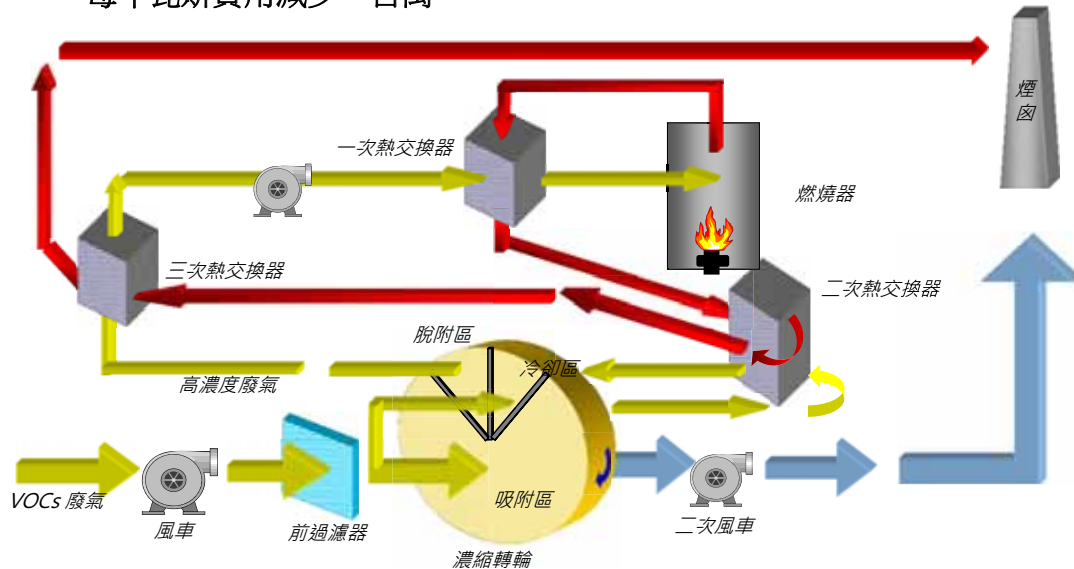 煙
囪
一次熱交換器
燃燒器
三次熱交換器
二次熱交換器
脫附區
冷卻區
高濃度廢氣
VOCs 廢氣
風車
前過濾器
吸附區
二次風車
濃縮轉輪